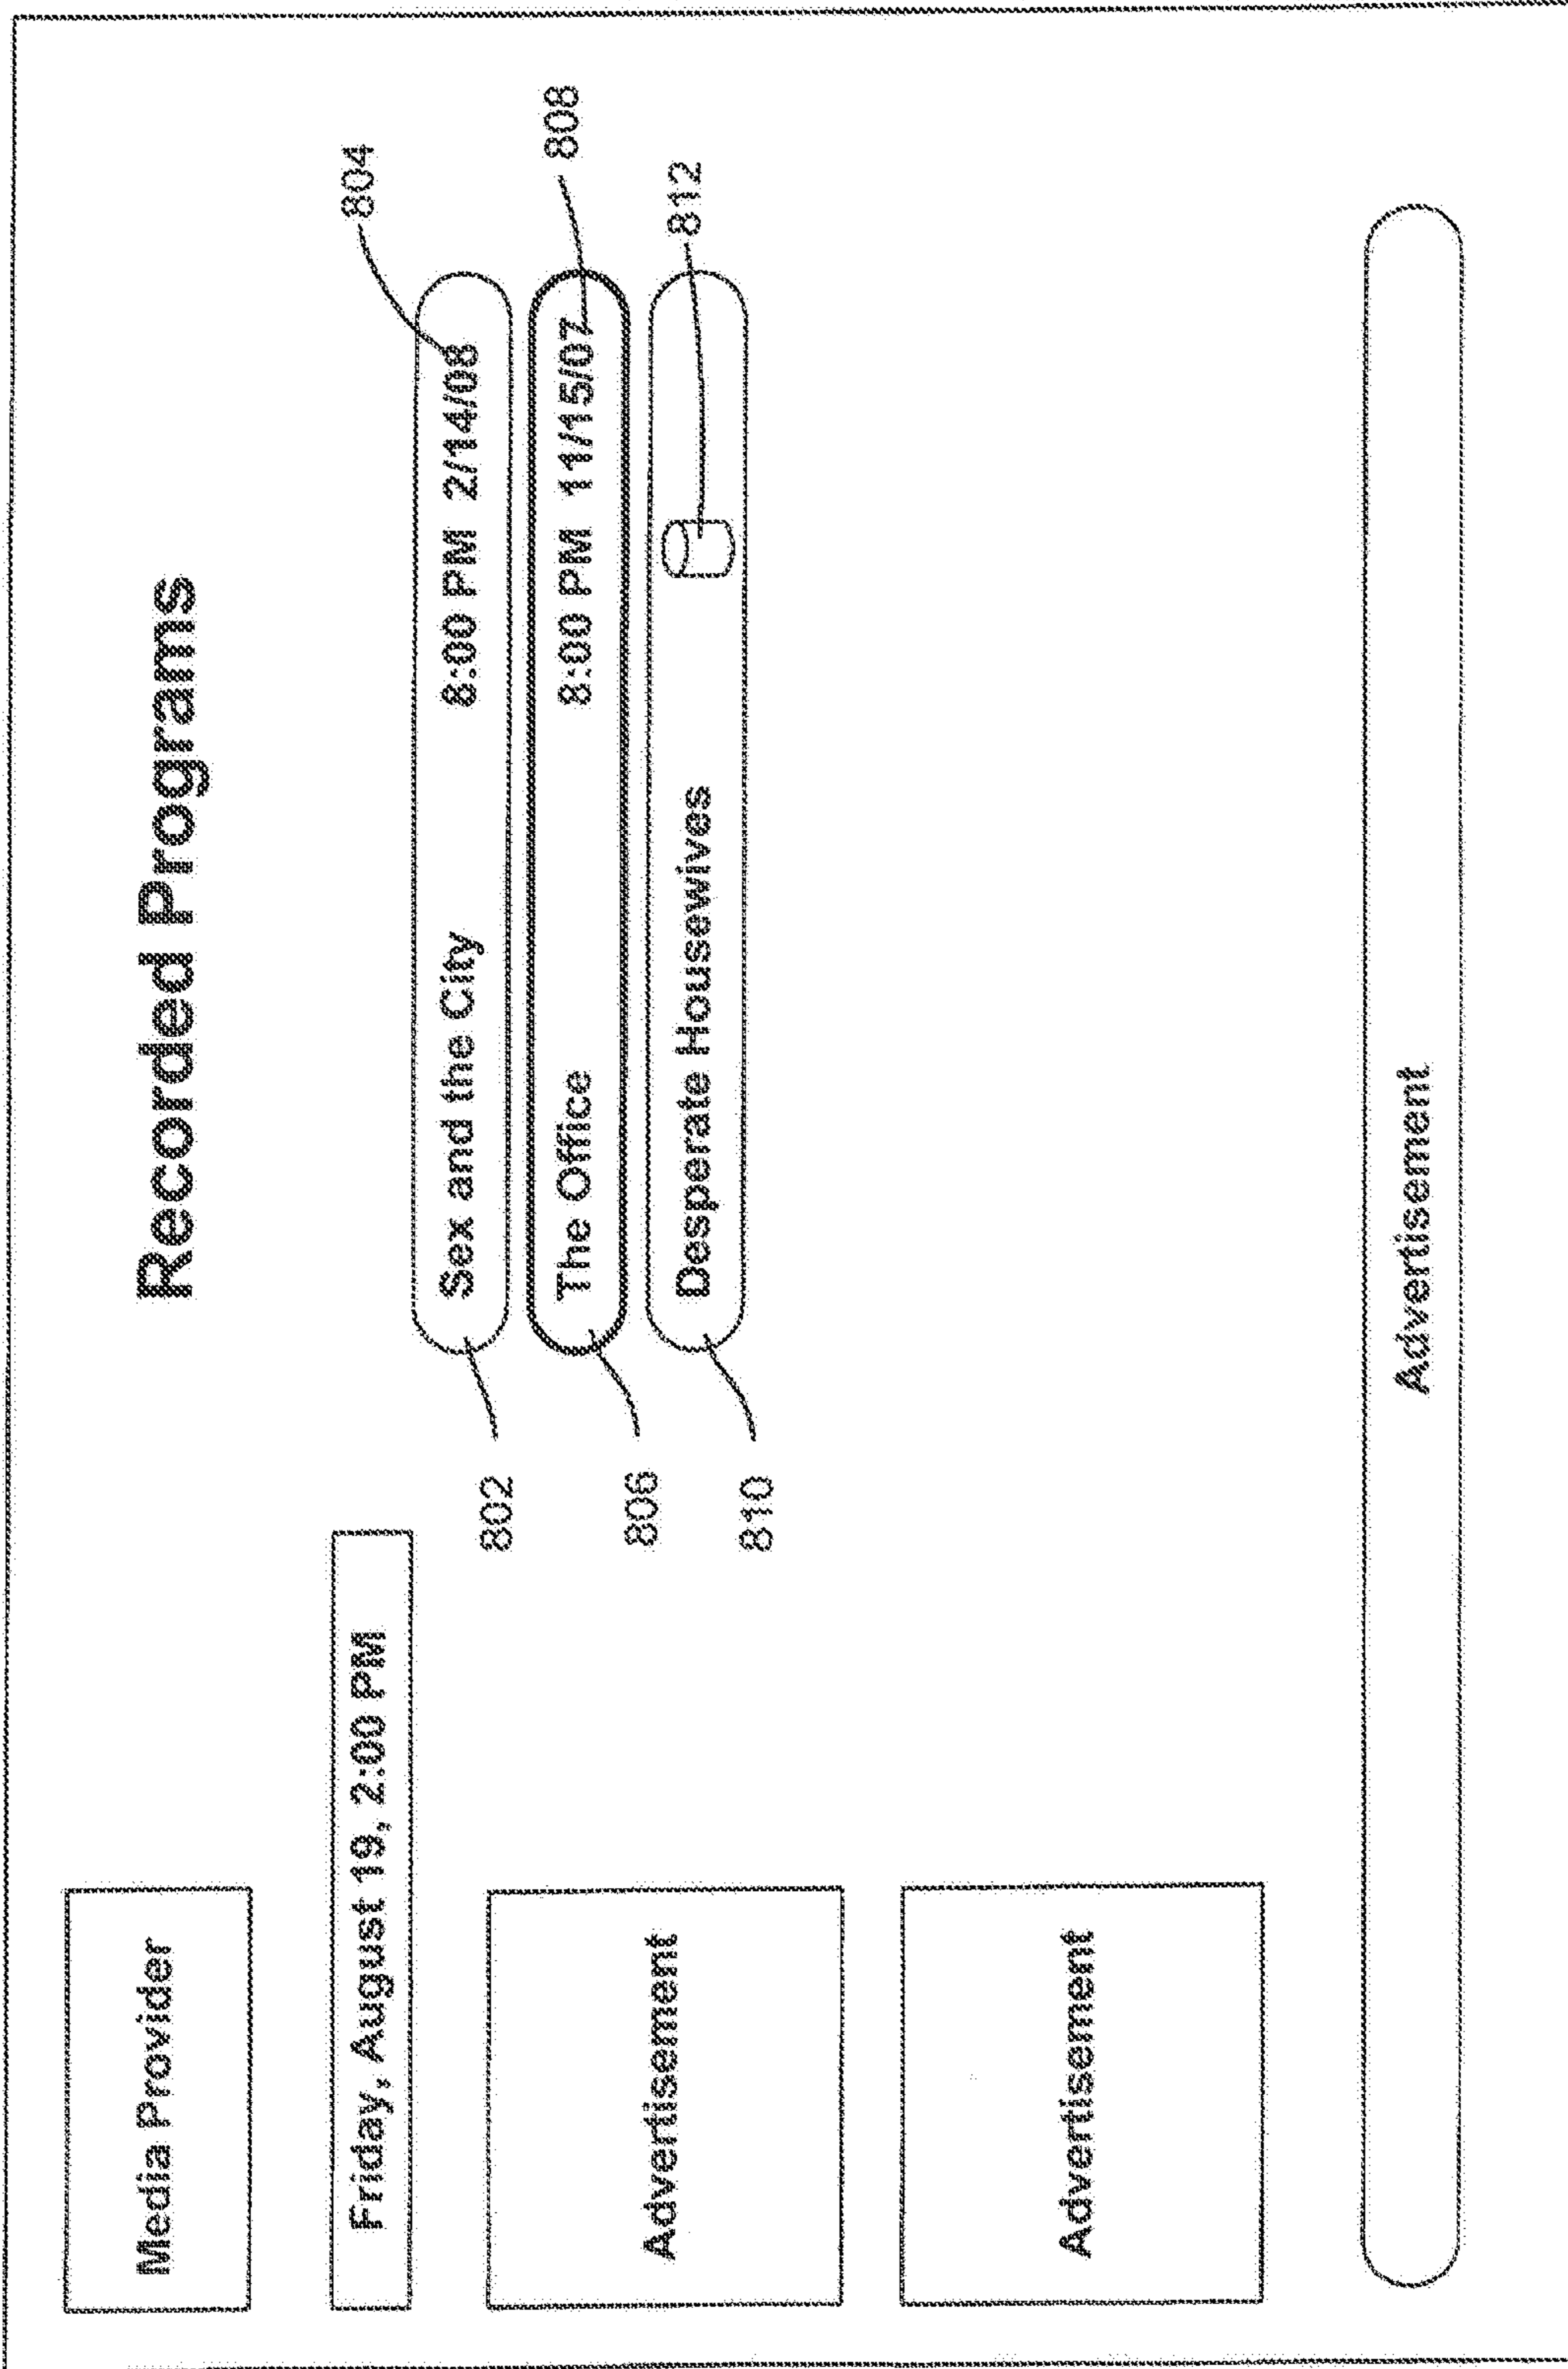 Media Provider
Recorded Programs
Friday, August 19, 2:00 PM
804
802
Sex and the City 8:00 PM 2/14/08
808
806
The Office 8:00 PM 11/15/07
812
810
Desperate Housewives
Advertisement
Advertisement
Advertisement